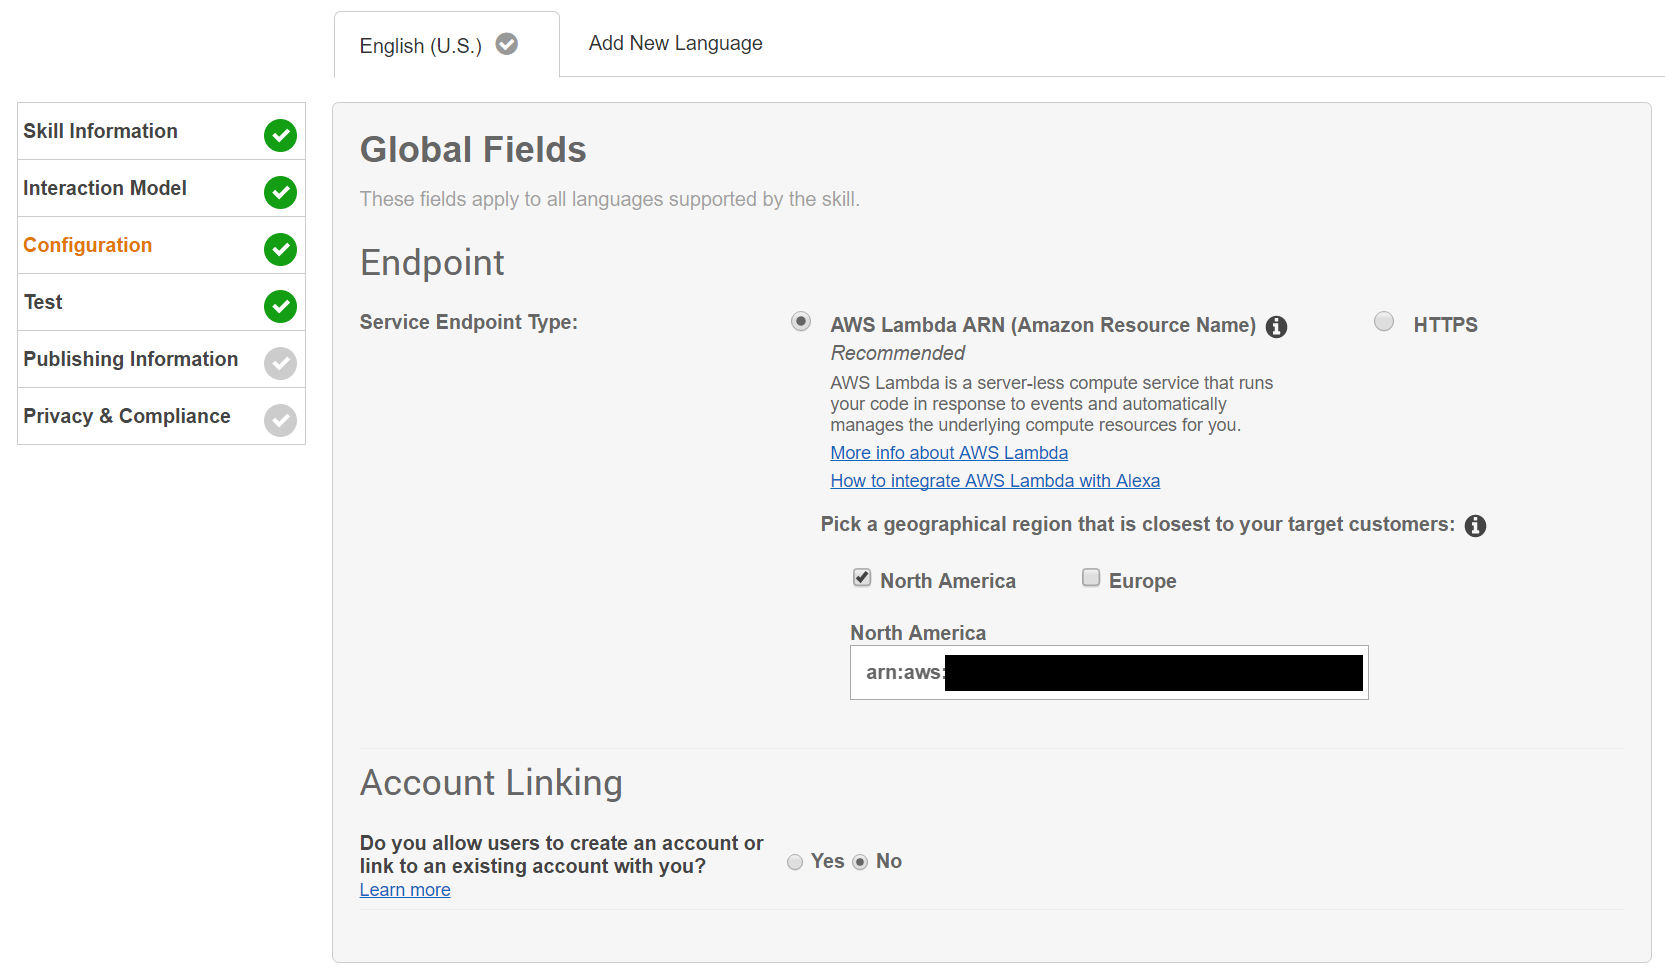 English (U.S.)
Add New Language
Skill Information
Interaction Model
Configuration
Test
Publishing Information
Privacy & Compliance
Global Fields
These fields apply to all languages supported by the skill.
Endpoint
Service Endpoint Type:
AWS Lambda ARN (Amazon Resource Name)
HTTPS
Recommended
AWS Lambda is a server-less compute service that runs
your code in response to events and automatically
manages the underlying compute resources for you.
More info about AWS Lambda
How to integrate AWS Lambda with Alexa
Pick a geographical region that is closest to your target customers:
North America
Europe
North America
arn:aws:
Account Linking
Do you allow users to create an account or
link to an existing account with you?
Yes
No
Learn more